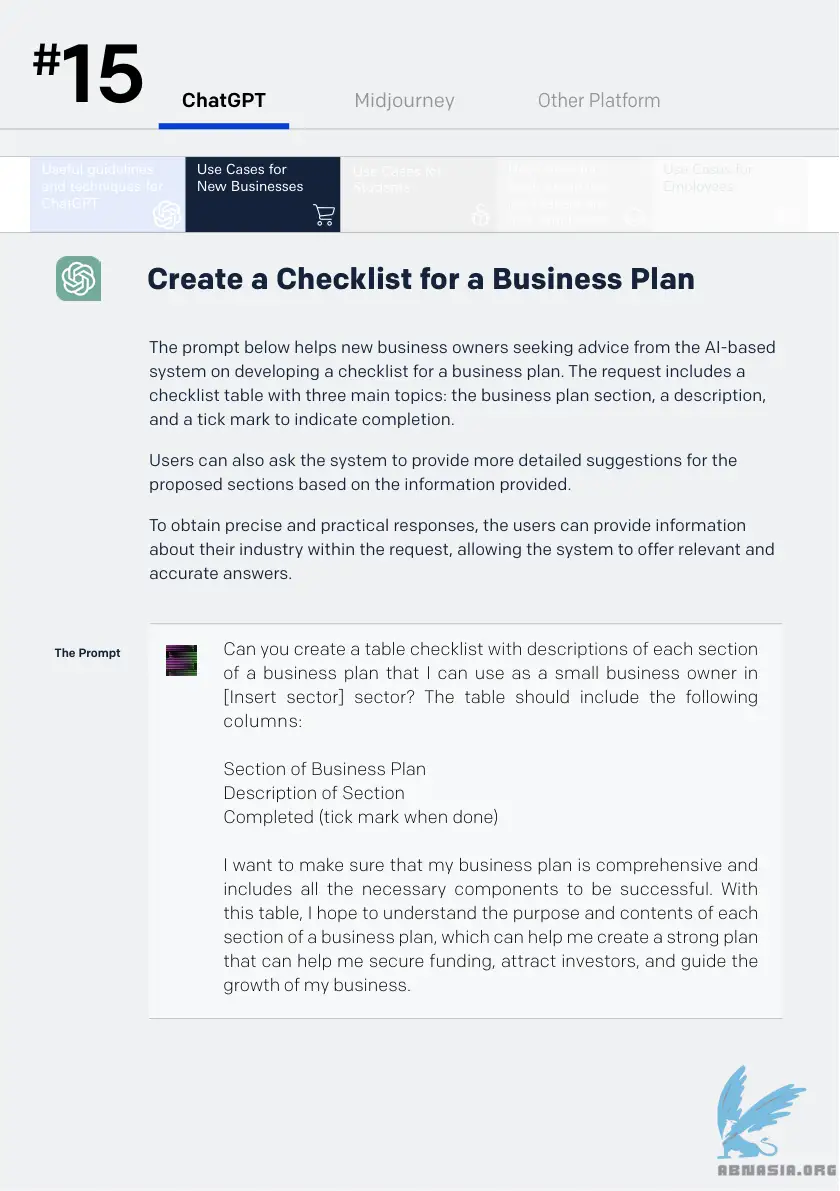 #15
ChatGPT
Midjourney
Other Platform
Useful guidelines
and techniques for
ChatGPT
Use Cases for
New Businesses
Use Cases for
Students
Use Cases for
Employees
Create a Checklist for a Business Plan
The prompt below helps new business owners seeking advice from the AI-based
system on developing a checklist for a business plan. The request includes a
checklist table with three main topics: the business plan section, a description,
and a tick mark to indicate completion.
Users can also ask the system to provide more detailed suggestions for the
proposed sections based on the information provided.
To obtain precise and practical responses, the users can provide information
about their industry within the request, allowing the system to offer relevant and
accurate answers.
The Prompt
Can you create a table checklist with descriptions of each section
of a business plan that I can use as a small business owner in
[Insert sector] sector? The table should include the following
columns:
Section of Business Plan
Description of Section
Completed (tick mark when done)
I want to make sure that my business plan is comprehensive and
includes all the necessary components to be successful. With
this table, I hope to understand the purpose and contents of each
section of a business plan, which can help me create a strong plan
that can help me secure funding, attract investors, and guide the
growth of my business.
ABNASIA.ORG